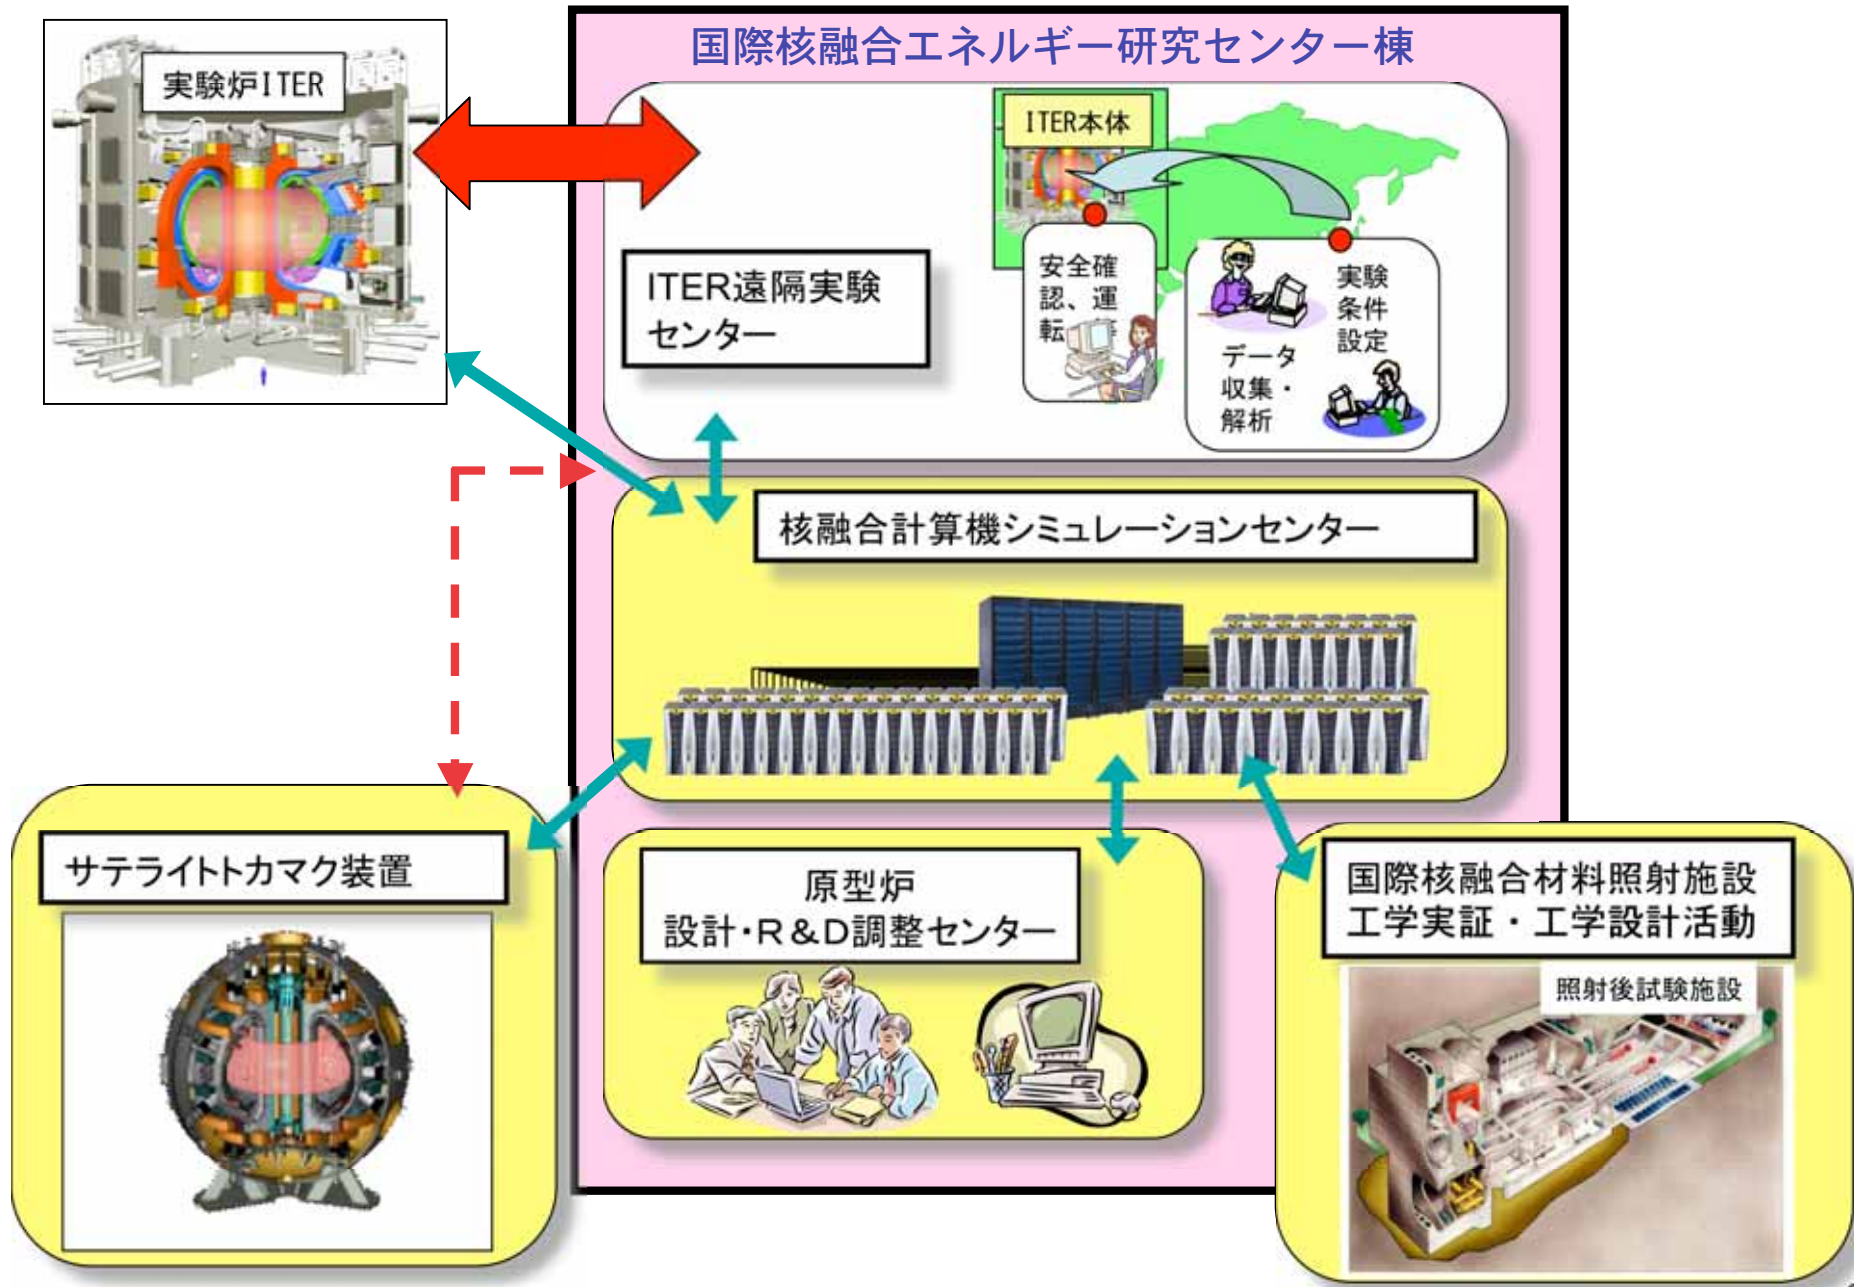 国際核融合エネルギー研究センター棟
実験炉ITER
ITER本体
ITER遠隔実験
センター
安全確
認、運
転
実験
条件
設定
データ
収集・
解析
核融合計算機シミュレーションセンター
サテライトトカマク装置
原型炉
設計・R&D調整センター
国際核融合材料照射施設
工学実証・工学設計活動
照射後試験施設